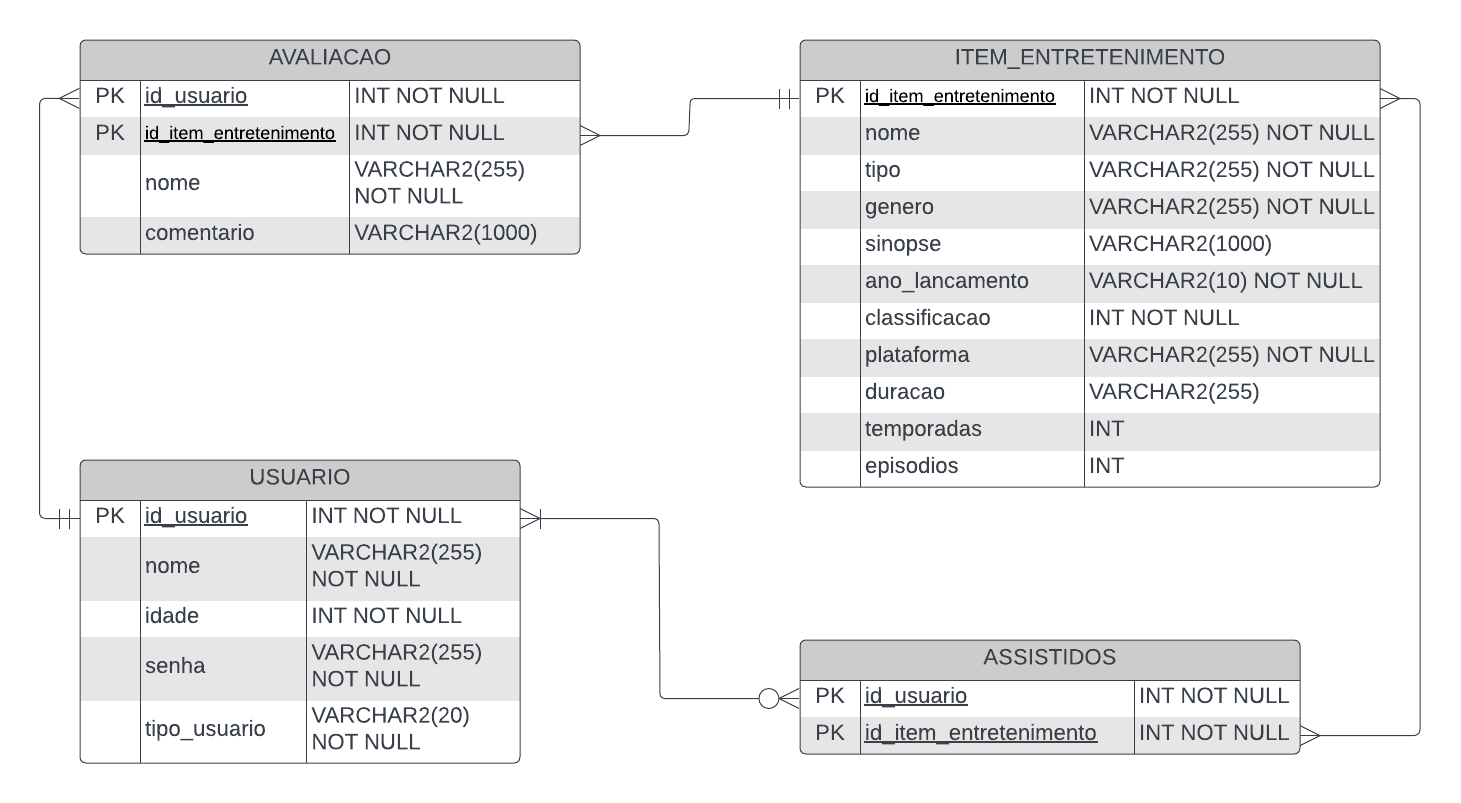 AVALIACAO
PK id_usuario INT NOT NULL
PK id_item_entretenimento INT NOT NULL
nome VARCHAR2(255)
NOT NULL
comentario VARCHAR2(1000)
ITEM_ENTRETENIMENTO
PK id_item_entretenimento INT NOT NULL
nome VARCHAR2(255) NOT NULL
tipo VARCHAR2(255) NOT NULL
genero VARCHAR2(255) NOT NULL
sinopse VARCHAR2(1000)
ano_lancamento VARCHAR2(10) NOT NULL
classificacao INT NOT NULL
plataforma VARCHAR2(255) NOT NULL
duracao VARCHAR2(255)
temporadas INT
episodios INT
USUARIO
PK id_usuario INT NOT NULL
nome VARCHAR2(255)
NOT NULL
idade INT NOT NULL
senha VARCHAR2(255)
NOT NULL
tipo_usuario VARCHAR2(20)
NOT NULL
ASSISTIDOS
PK id_usuario INT NOT NULL
PK id_item_entretenimento INT NOT NULL